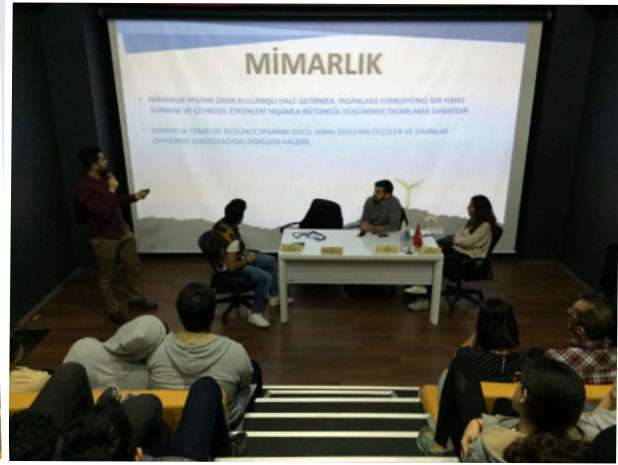 MİMARLIK
• MİMARLIK YAŞAMI DAHA KULLANIŞLI HALE GETİRMEK, İNSANLARA FONKSİYONEL BİR HAYAT
SUNMAK VE ÇEVRESEL ETKENLERİ YAŞAMLA BÜTÜNCÜL DÜŞÜNEREK TASARLAMA SANATIDIR.
• MİMARLIK TEMELDE DÜŞÜNCE, TASARIM GÜCÜ, HAYAL EDİLENİN ÖLÇÜLER VE ORANLAR
DAHİLİNDE DÖKÜLEN HALİDİR.